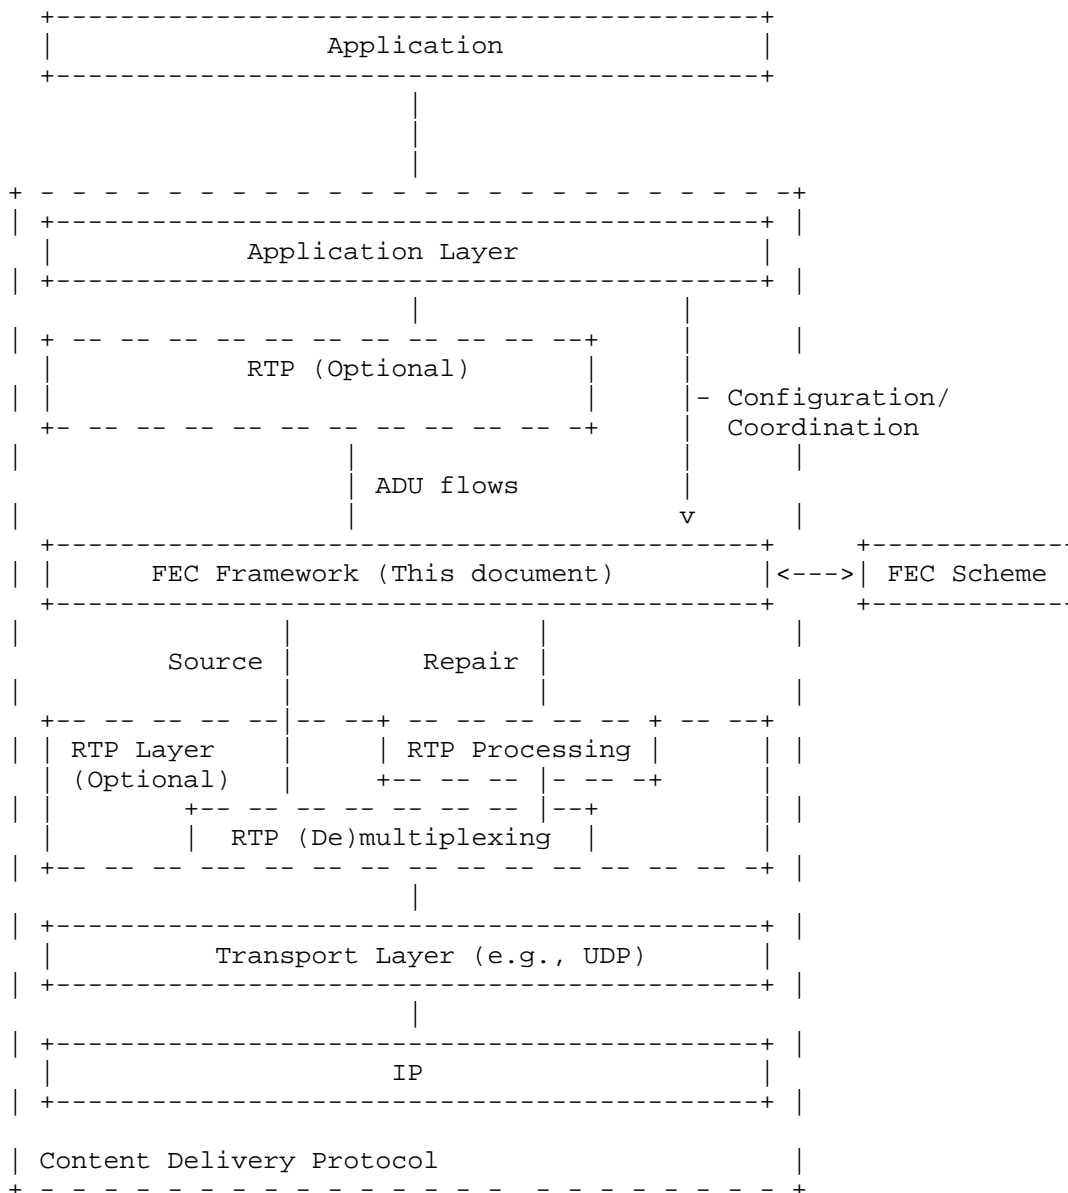 Application
Application Layer
RTP (Optional)
- Configuration/
Coordination
ADU flows
v
FEC Framework (This document)
<--->
FEC Scheme
Source
Repair
RTP Layer
(Optional)
RTP Processing
RTP (De)multiplexing
Transport Layer (e.g., UDP)
IP
Content Delivery Protocol